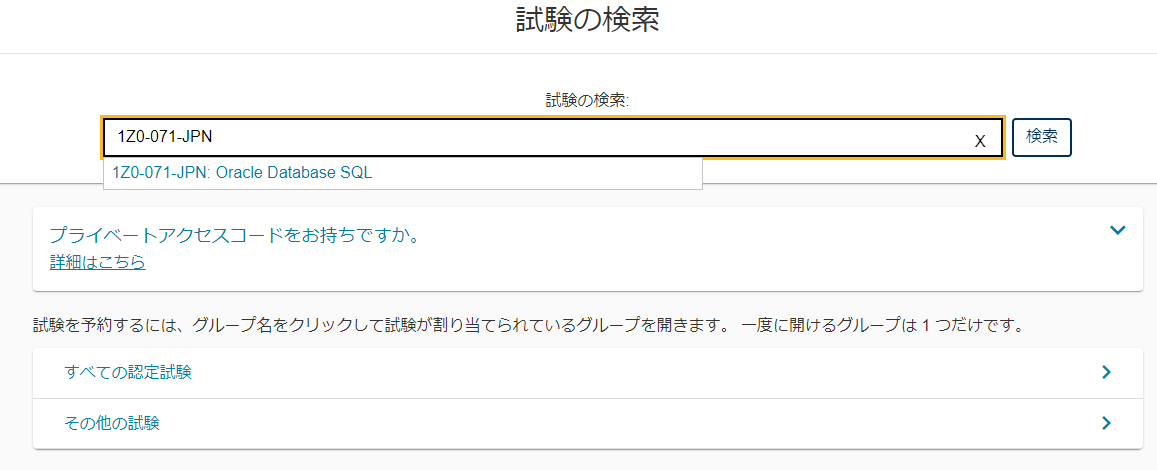 試験の検索
試験の検索:
1Z0-071-JPN
X
検索
1Z0-071-JPN: Oracle Database SQL
プライベートアクセスコードをお持ちですか。
詳細はこちら
試験を予約するには、グループ名をクリックして試験が割り当てられているグループを開きます。 一度に開けるグループは 1 つだけです。
すべての認定試験
その他の試験